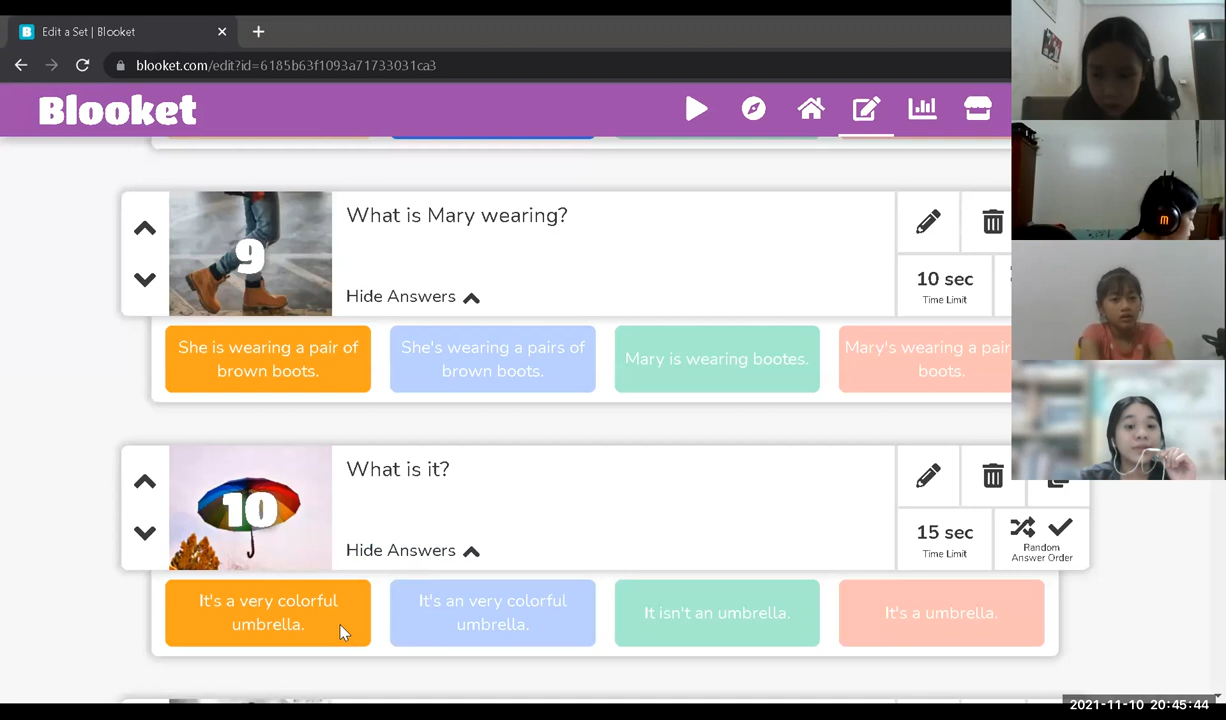 Edit a Set | Blooket
blooket.com/edit?id=6185b63f1093a71733031ca3
Blooket
9
What is Mary wearing?
Hide Answers
10 sec
Time Limit
She is wearing a pair of
brown boots.
She's wearing a pairs of
brown boots.
Mary is wearing bootes.
Mary's wearing a pair
boots.
10
What is it?
Hide Answers
15 sec
Time Limit
Random
Answer Order
It's a very colorful
umbrella.
It's an very colorful
umbrella.
It isn't an umbrella.
It's a umbrella.
2021-11-10 20:45:44